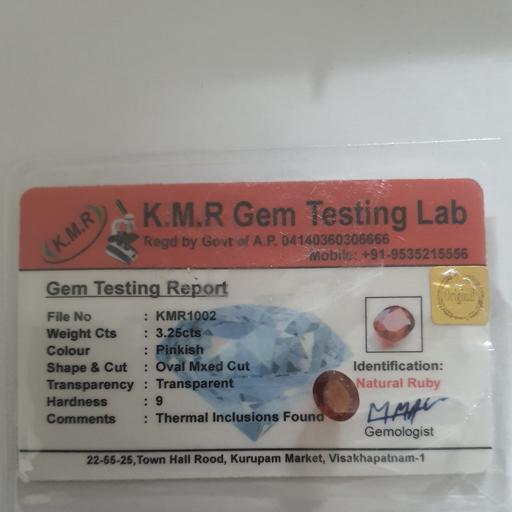 K.M.R
K.M.R Gem Testing Lab
Regd by Govt of A.P. 04140360306666
Mobile: +91-9535215556
Gem Testing Report
Original
File No : KMR1002
Weight Cts : 3.25cts
Colour : Pinkish
Shape & Cut : Oval Mxed Cut
Transparency : Transparent
Hardness : 9
Comments : Thermal Inclusions Found
Identification:
Natural Ruby
Gemologist
22-55-25,Town Hall Rood, Kurupam Market, Visakhapatnam-1